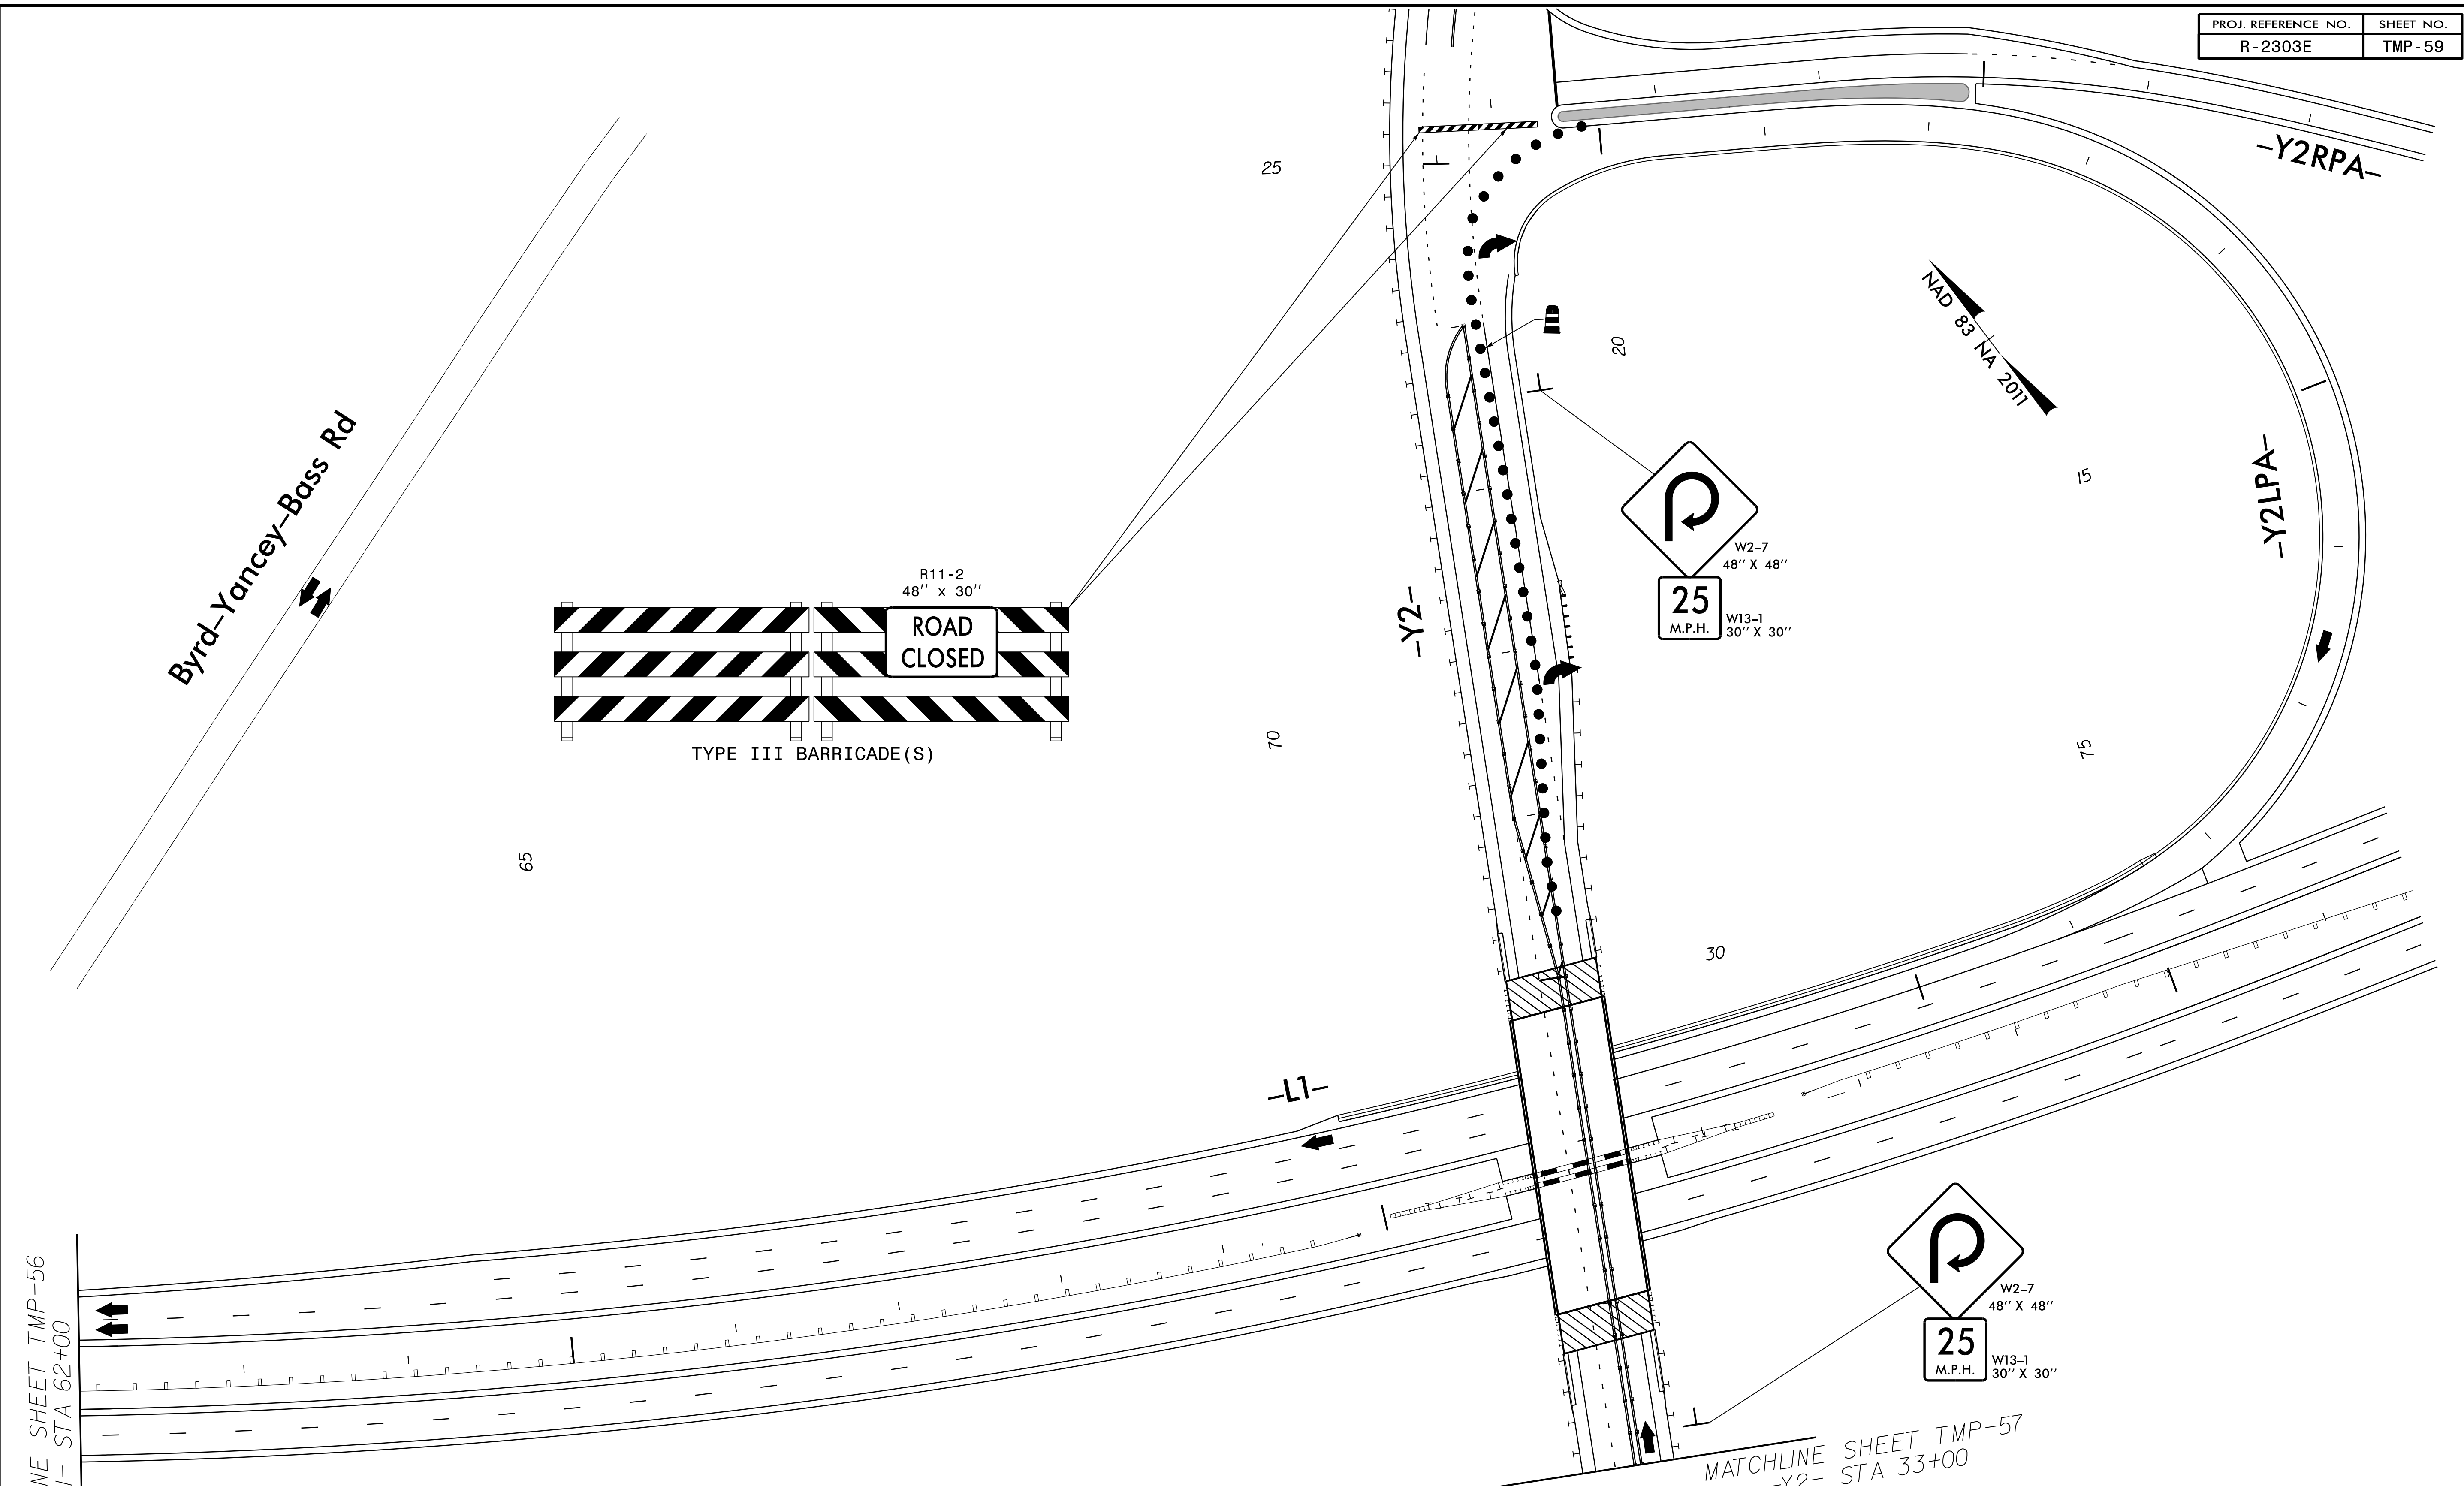 PROJ. REFERENCE NO. SHEET NO.
R-2303E TMP-59
-Y2RPA-
25
NAD 83 NA 2011
20
15
-Y2LPA-
Byrd-Yancey-Bass Rd
R11-2
48'' x 30''
ROAD
CLOSED
TYPE III BARRICADE(S)
-Y2-
W2-7
48'' X 48''
25
M.P.H.
W13-1
30'' X 30''
70
75
65
30
-L1-
W2-7
48'' X 48''
25
M.P.H.
W13-1
30'' X 30''
SHEET TMP-56
STA 62+00
MATCHLINE SHEET TMP-57
-Y2- STA 33+00